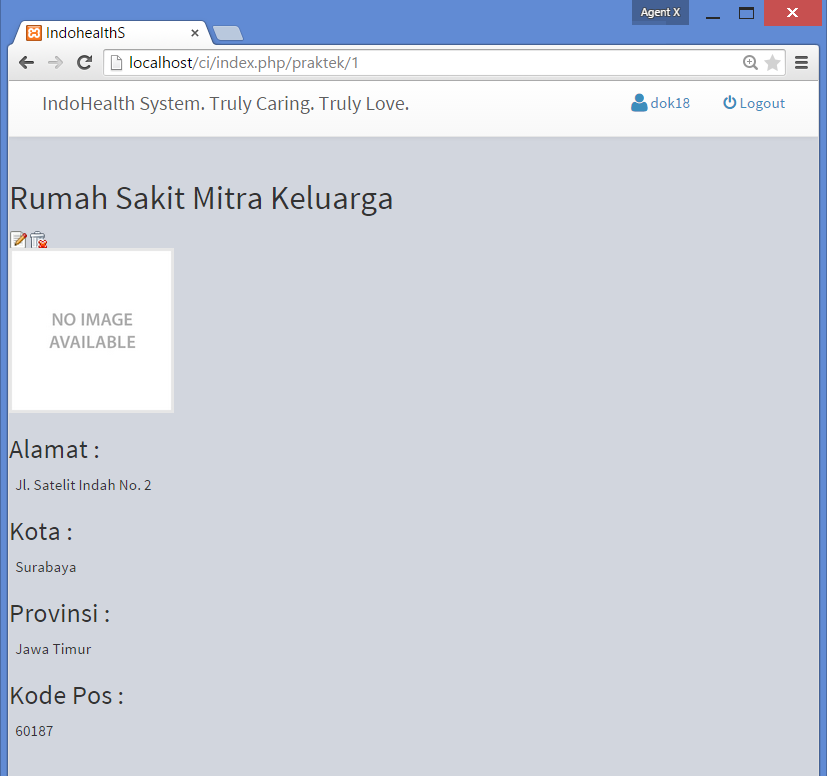 Agent X
IndohealthS
localhost/ci/index.php/praktek/1
IndoHealth System. Truly Caring. Truly Love.
dok18
Logout
Rumah Sakit Mitra Keluarga
NO IMAGE
AVAILABLE
Alamat :
Jl. Satelit Indah No. 2
Kota :
Surabaya
Provinsi :
Jawa Timur
Kode Pos :
60187